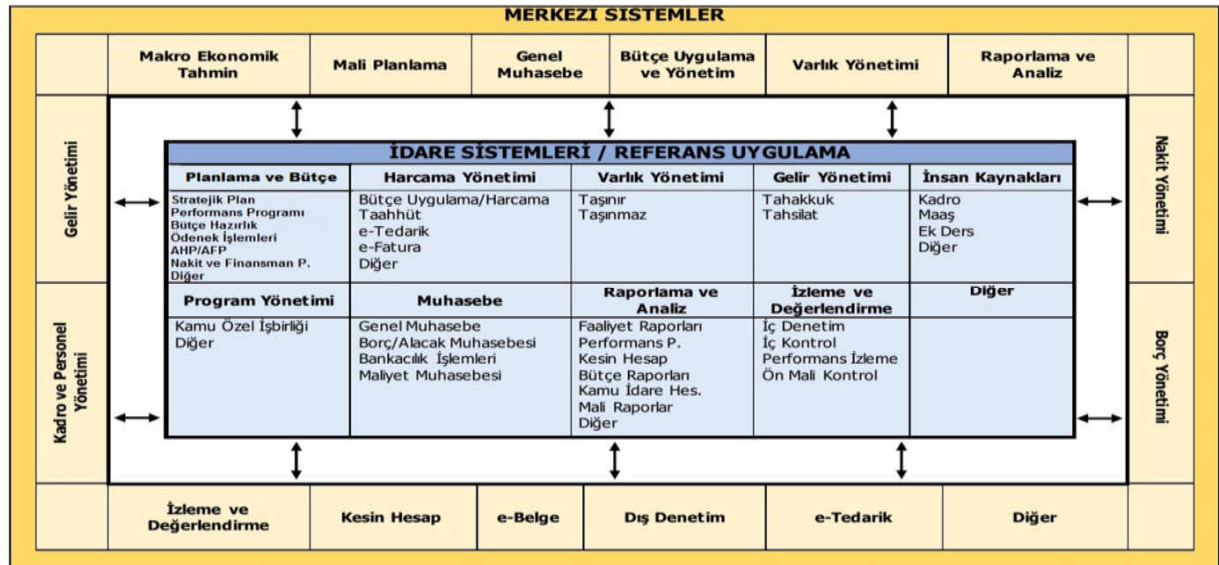 MERKEZİ SİSTEMLER
Makro Ekonomik
Tahmin
Mali Planlama
Genel
Muhasebe
Bütçe Uygulama
ve Yönetim
Varlık Yönetimi
Raporlama ve
Analiz
Gelir Yönetimi
Kadro ve Personel
Yönetimi
Nakit Yönetimi
Borç Yönetimi
İDARE SİSTEMLERİ / REFERANS UYGULAMA
Planlama ve Bütçe
Stratejik Plan
Performans Programı
Bütçe Hazırlık
Ödenek İşlemleri
AHP/AFP
Nakit ve Finansman P.
Diğer
Harcama Yönetimi
Bütçe Uygulama/Harcama
Taahhüt
e-Tedarik
e-Fatura
Diğer
Varlık Yönetimi
Taşınır
Taşınmaz
Gelir Yönetimi
Tahakkuk
Tahsilat
İnsan Kaynakları
Kadro
Maaş
Ek Ders
Diğer
Program Yönetimi
Kamu Özel İşbirliği
Diğer
Muhasebe
Genel Muhasebe
Borç/Alacak Muhasebesi
Bankacılık İşlemleri
Maliyet Muhasebesi
Raporlama ve
Analiz
Faaliyet Raporları
Performans P.
Kesin Hesap
Bütçe Raporları
Kamu İdare Hes.
Mali Raporlar
Diğer
İzleme ve
Değerlendirme
İç Denetim
İç Kontrol
Performans İzleme
Ön Mali Kontrol
Diğer
İzleme ve
Değerlendirme
Kesin Hesap
e-Belge
Dış Denetim
e-Tedarik
Diğer